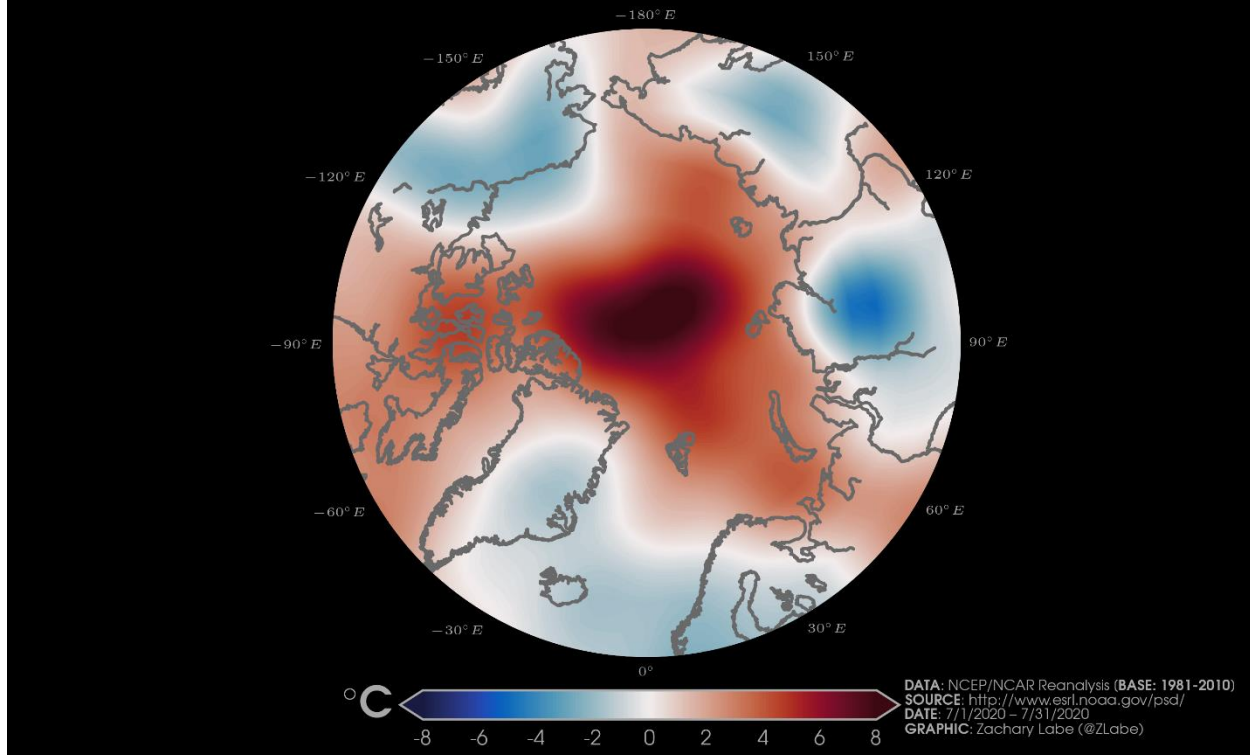 −180°E
−150°E
150°E
−120°E
120°E
−90°E
90°E
−60°E
60°E
−30°E
30°E
0°
°C
-8 -6 -4 -2 0 2 4 6 8
DATA: NCEP/NCAR Reanalysis (BASE: 1981-2010)
SOURCE: http://www.esrl.noaa.gov/psd/
DATE: 7/1/2020 – 7/31/2020
GRAPHIC: Zachary Labe (@ZLabe)